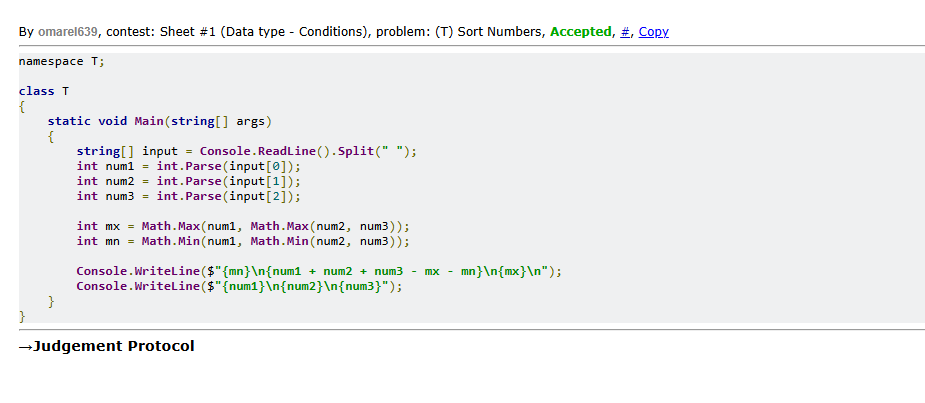 By omarel639, contest: Sheet #1 (Data type - Conditions), problem: (T) Sort Numbers, Accepted, #, Copy
namespace T;
class T
{
    static void Main(string[] args)
    {
        string[] input = Console.ReadLine().Split(" ");
        int num1 = int.Parse(input[0]);
        int num2 = int.Parse(input[1]);
        int num3 = int.Parse(input[2]);
        int mx = Math.Max(num1, Math.Max(num2, num3));
        int mn = Math.Min(num1, Math.Min(num2, num3));
        Console.WriteLine($"{mn}\n{num1 + num2 + num3 - mx - mn}\n{mx}\n");
        Console.WriteLine($"{num1}\n{num2}\n{num3}");
    }
}
→Judgement Protocol